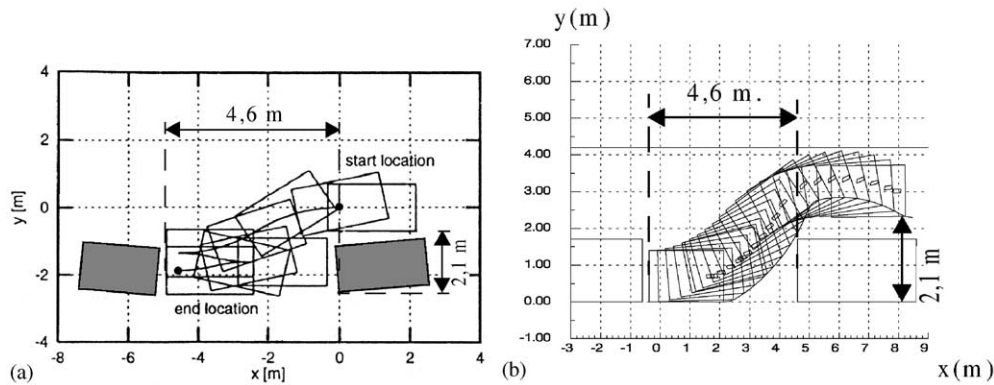 (a)
y [m]
4
2
0
-2
-4
4,6 m
start location
end location
2,1 m
-8
-6
-4
-2
0
2
4
x [m]
(b)
y (m)
7.00
6.00
5.00
4.00
3.00
2.00
1.00
0.00
-1.00
4,6 m.
2,1 m
-3
-2
-1
0
1
2
3
4
5
6
7
8
9
x (m)